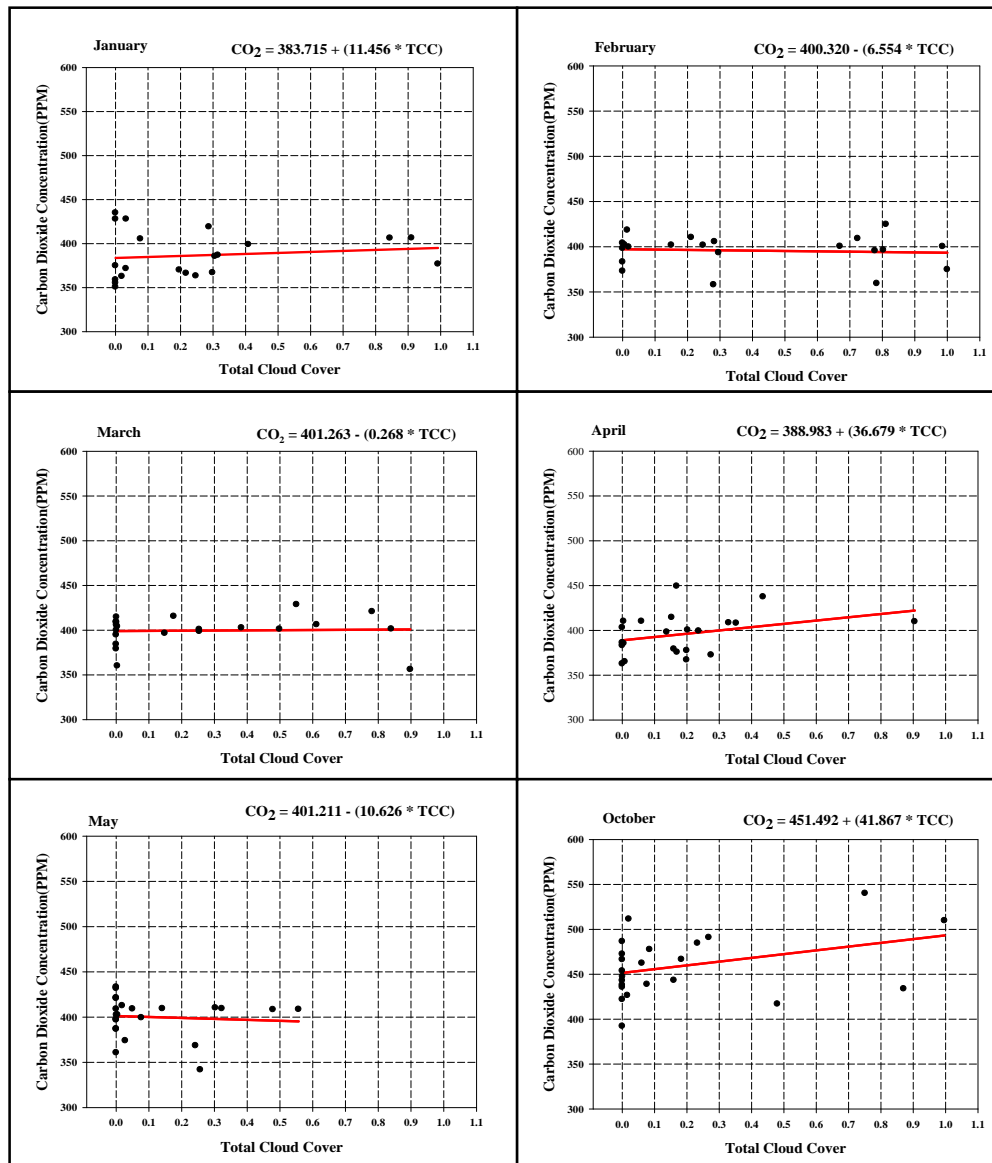 January
CO2 = 383.715 + (11.456 * TCC)
Carbon Dioxide Concentration(PPM)
600
550
500
450
400
350
300
0.0 0.1 0.2 0.3 0.4 0.5 0.6 0.7 0.8 0.9 1.0 1.1
Total Cloud Cover
February
CO2 = 400.320 - (6.554 * TCC)
Carbon Dioxide Concentration(PPM)
600
550
500
450
400
350
300
0.0 0.1 0.2 0.3 0.4 0.5 0.6 0.7 0.8 0.9 1.0 1.1
Total Cloud Cover
March
CO2 = 401.263 - (0.268 * TCC)
Carbon Dioxide Concentration(PPM)
600
550
500
450
400
350
300
0.0 0.1 0.2 0.3 0.4 0.5 0.6 0.7 0.8 0.9 1.0 1.1
Total Cloud Cover
April
CO2 = 388.983 + (36.679 * TCC)
Carbon Dioxide Concentration(PPM)
600
550
500
450
400
350
300
0.0 0.1 0.2 0.3 0.4 0.5 0.6 0.7 0.8 0.9 1.0 1.1
Total Cloud Cover
May
CO2 = 401.211 - (10.626 * TCC)
Carbon Dioxide Concentration(PPM)
600
550
500
450
400
350
300
0.0 0.1 0.2 0.3 0.4 0.5 0.6 0.7 0.8 0.9 1.0 1.1
Total Cloud Cover
October
CO2 = 451.492 + (41.867 * TCC)
Carbon Dioxide Concentration(PPM)
600
550
500
450
400
350
300
0.0 0.1 0.2 0.3 0.4 0.5 0.6 0.7 0.8 0.9 1.0 1.1
Total Cloud Cover